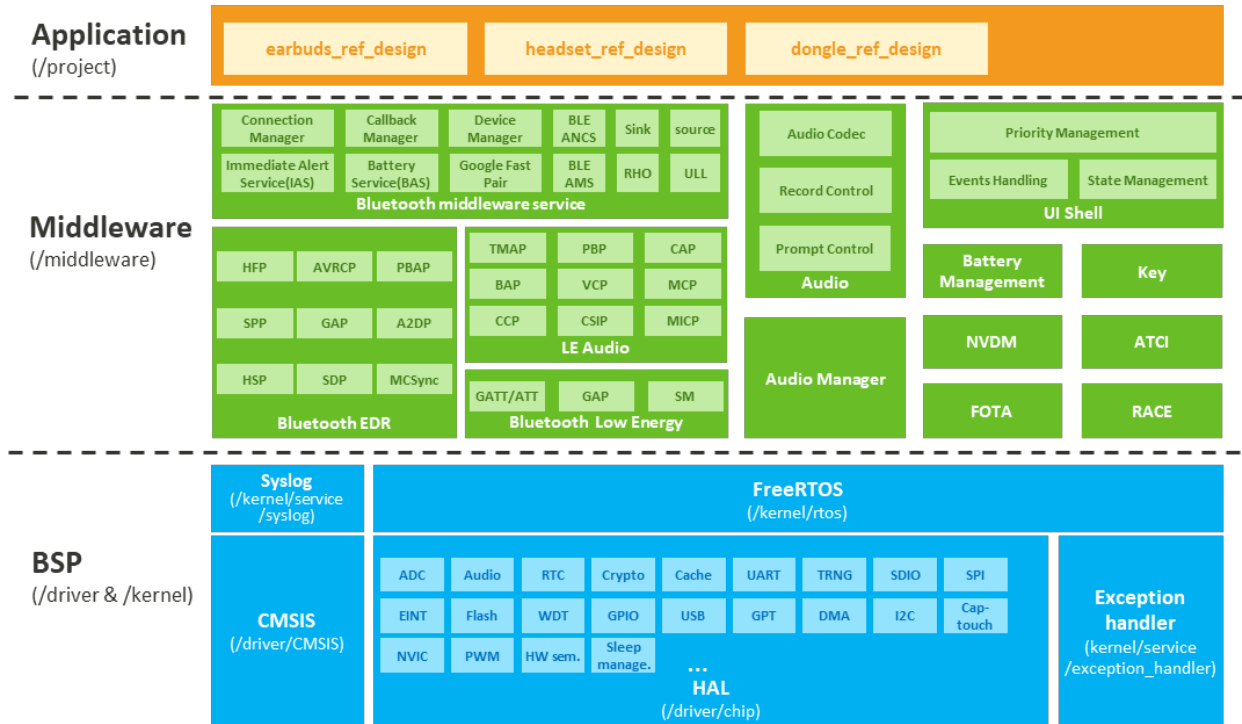 Application
(/project)
earbuds_ref_design
headset_ref_design
dongle_ref_design
Middleware
(/middleware)
Connection
Manager
Callback
Manager
Device
Manager
BLE
ANCS
Sink
source
Immediate Alert
Service(IAS)
Battery
Service(BAS)
Google Fast
Pair
BLE
AMS
RHO
ULL
Bluetooth middleware service
HFP
AVRCP
PBAP
SPP
GAP
A2DP
HSP
SDP
MCSync
Bluetooth EDR
TMAP
PBP
CAP
BAP
VCP
MCP
CCP
CSIP
MICP
LE Audio
GATT/ATT
GAP
SM
Bluetooth Low Energy
Audio Codec
Record Control
Prompt Control
Audio
Audio Manager
Priority Management
Events Handling
State Management
UI Shell
Battery
Management
Key
NVDM
ATCI
FOTA
RACE
BSP
(/driver & /kernel)
Syslog
(/kernel/service
/syslog)
FreeRTOS
(/kernel/rtos)
CMSIS
(/driver/CMSIS)
ADC
Audio
RTC
Crypto
Cache
UART
TRNG
SDIO
SPI
EINT
Flash
WDT
GPIO
USB
GPT
DMA
I2C
Cap-
touch
NVIC
PWM
HW sem.
Sleep
manage.
...
HAL
(/driver/chip)
Exception
handler
(kernel/service
/exception_handler)